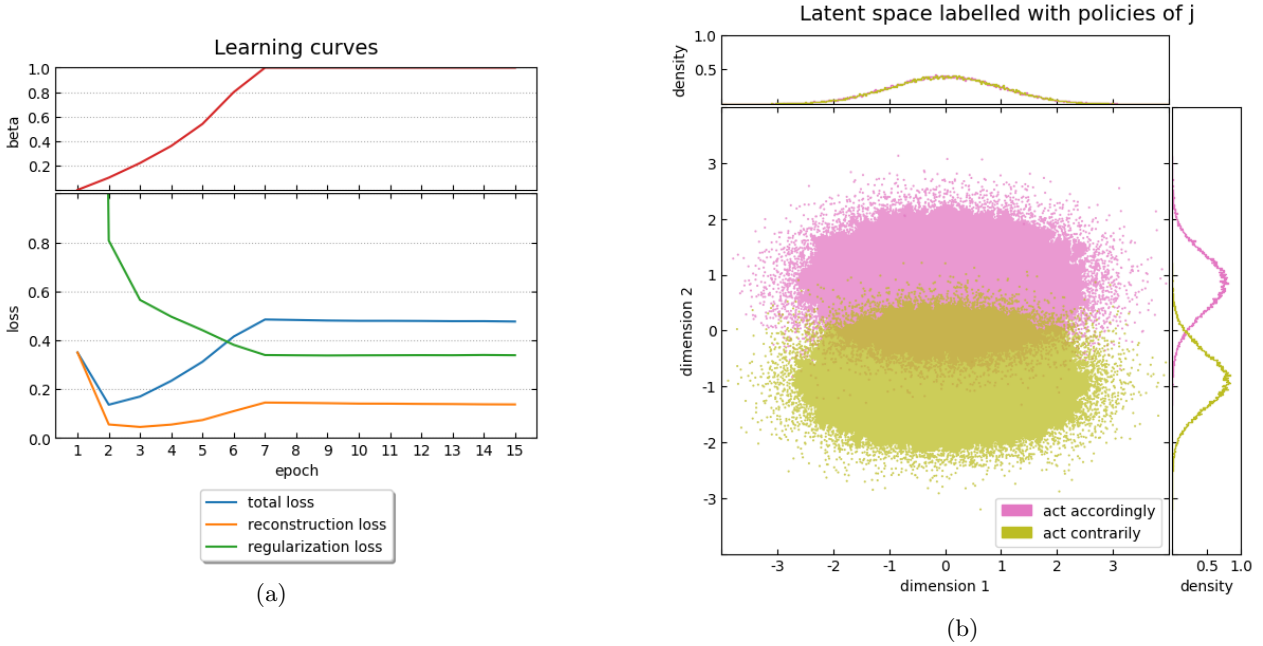 Learning curves
1.0
0.8
0.6
0.4
0.2
beta
0.8
0.6
0.4
0.2
0.0
loss
1 2 3 4 5 6 7 8 9 10 11 12 13 14 15
epoch
total loss
reconstruction loss
regularization loss
(a)
Latent space labelled with policies of j
1.0
0.5
density
3
2
1
0
-1
-2
-3
dimension 2
act accordingly
act contrarily
-3 -2 -1 0 1 2 3
dimension 1
0.5 1.0
density
(b)